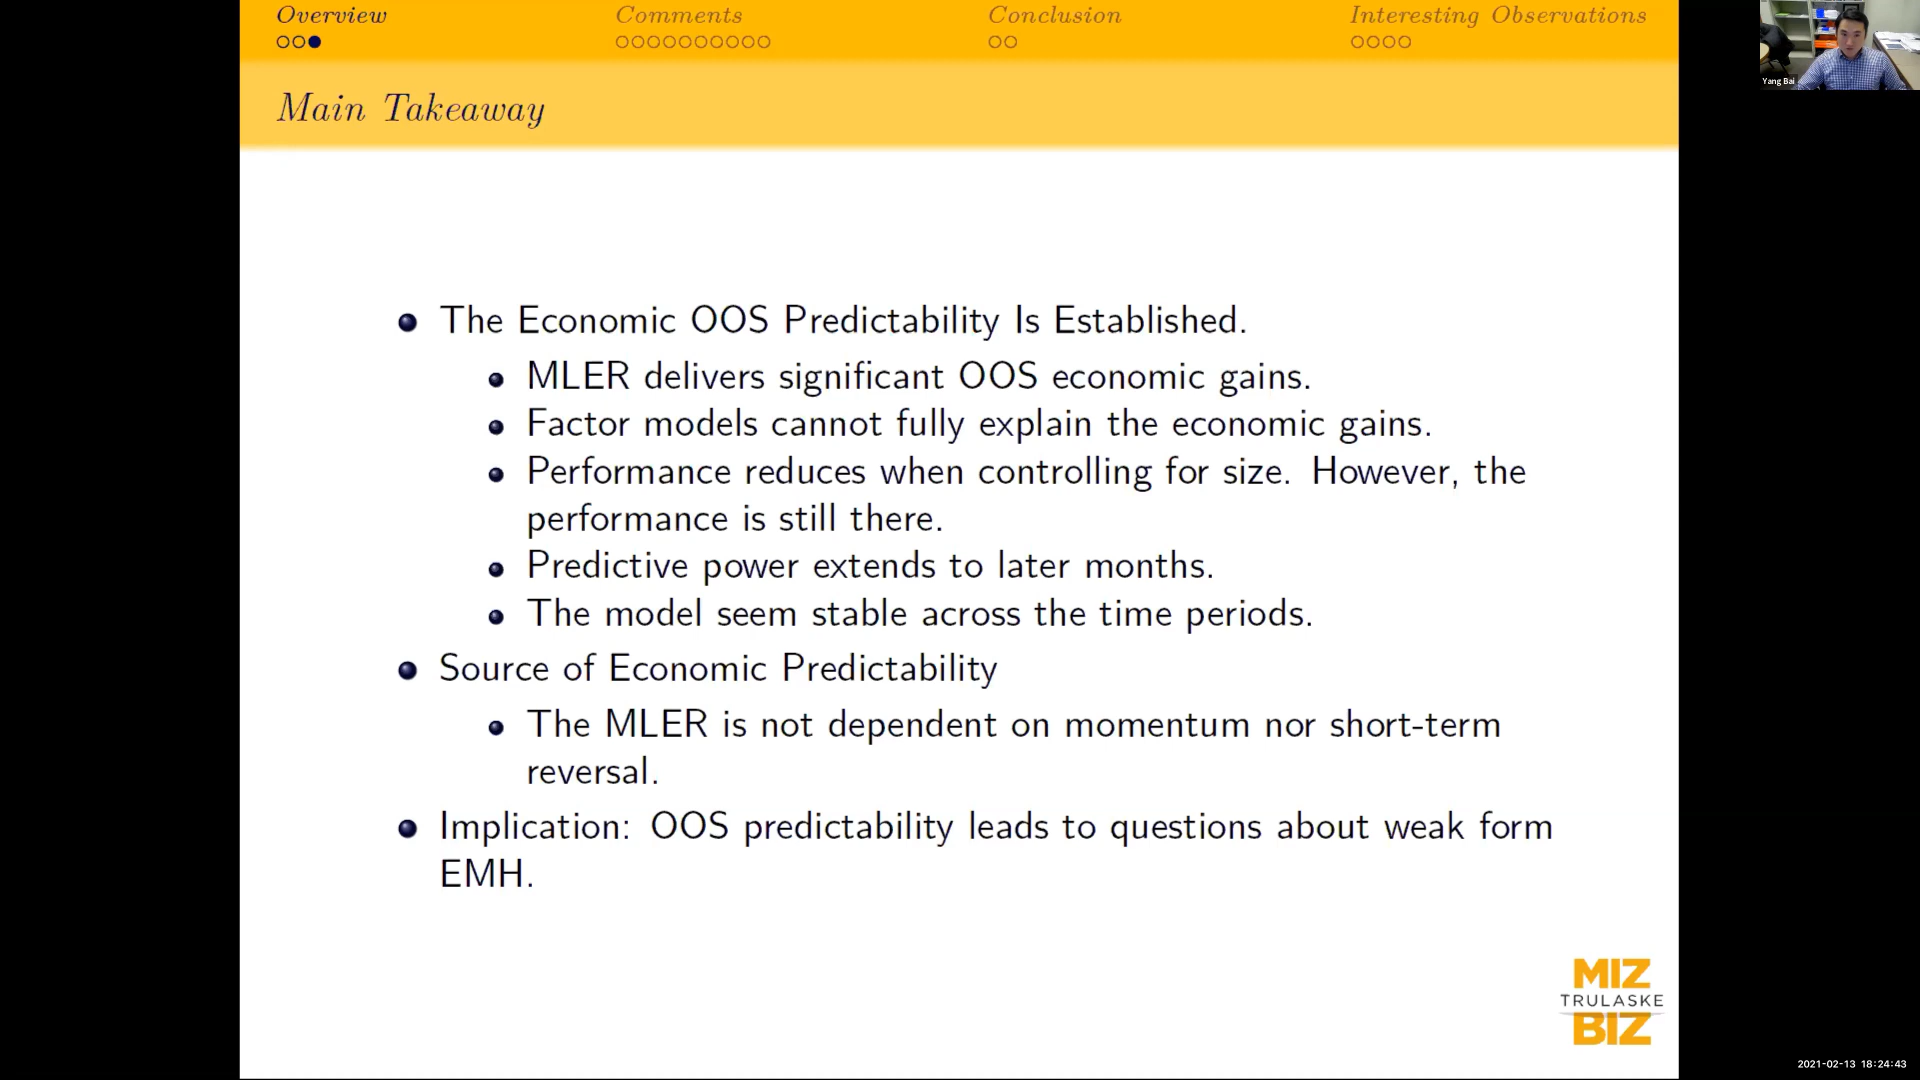 Overview
Comments
Conclusion
Interesting Observations
Yang Bai
Main Takeaway
The Economic OOS Predictability Is Established.
MLER delivers significant OOS economic gains.
Factor models cannot fully explain the economic gains.
Performance reduces when controlling for size. However, the
performance is still there.
Predictive power extends to later months.
The model seem stable across the time periods.
Source of Economic Predictability
The MLER is not dependent on momentum nor short-term
reversal.
Implication: OOS predictability leads to questions about weak form
EMH.
MIZ
TRULASKE
BIZ
2021-02-13 18:24:43